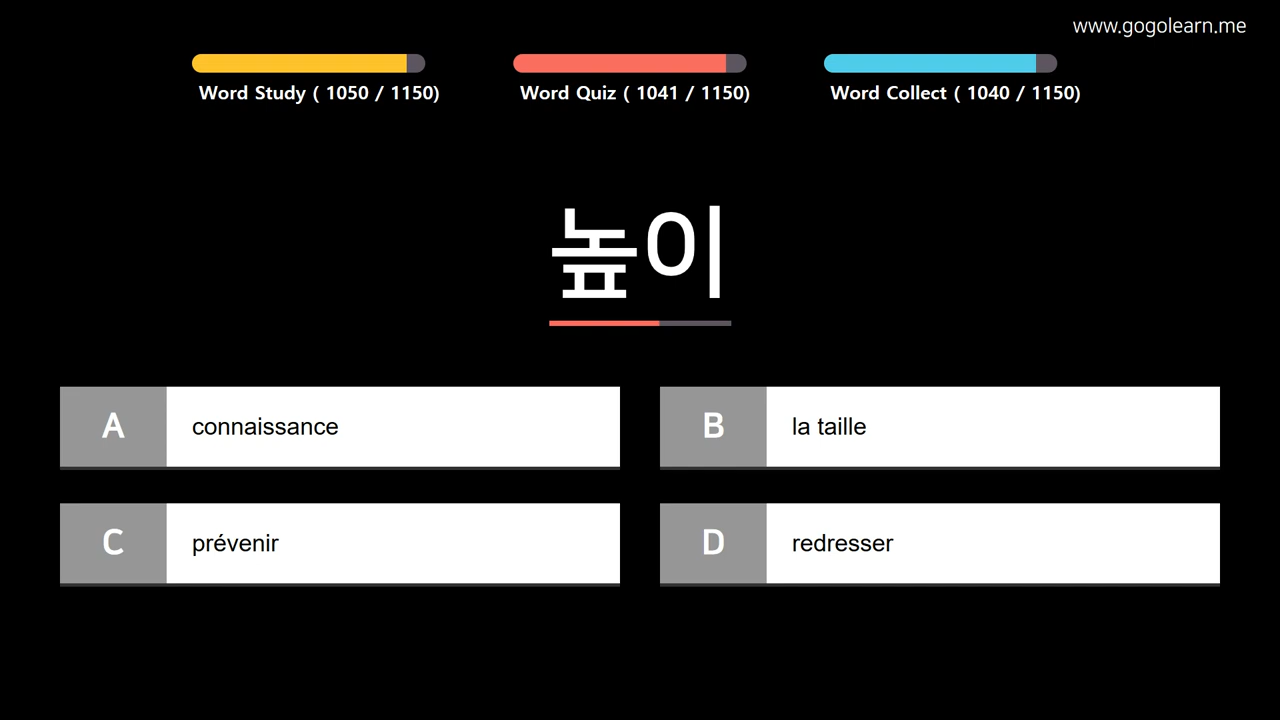 www.gogolearn.me
Word Study ( 1050 / 1150)
Word Quiz ( 1041 / 1150)
Word Collect ( 1040 / 1150)
높이
A connaissance
B la taille
C prévenir
D redresser